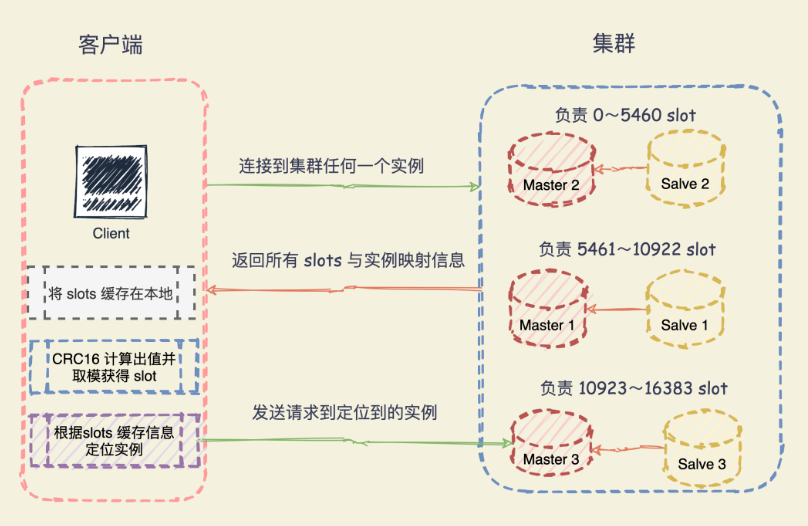 客户端
集群
负责 0～5460 slot
Master 2
Salve 2
连接到集群任何一个实例
Client
返回所有 slots 与实例映射信息
负责 5461～10922 slot
将 slots 缓存在本地
Master 1
Salve 1
CRC16 计算出值并
取模获得 slot
负责 10923～16383 slot
发送请求到定位到的实例
根据slots 缓存信息
定位实例
Master 3
Salve 3